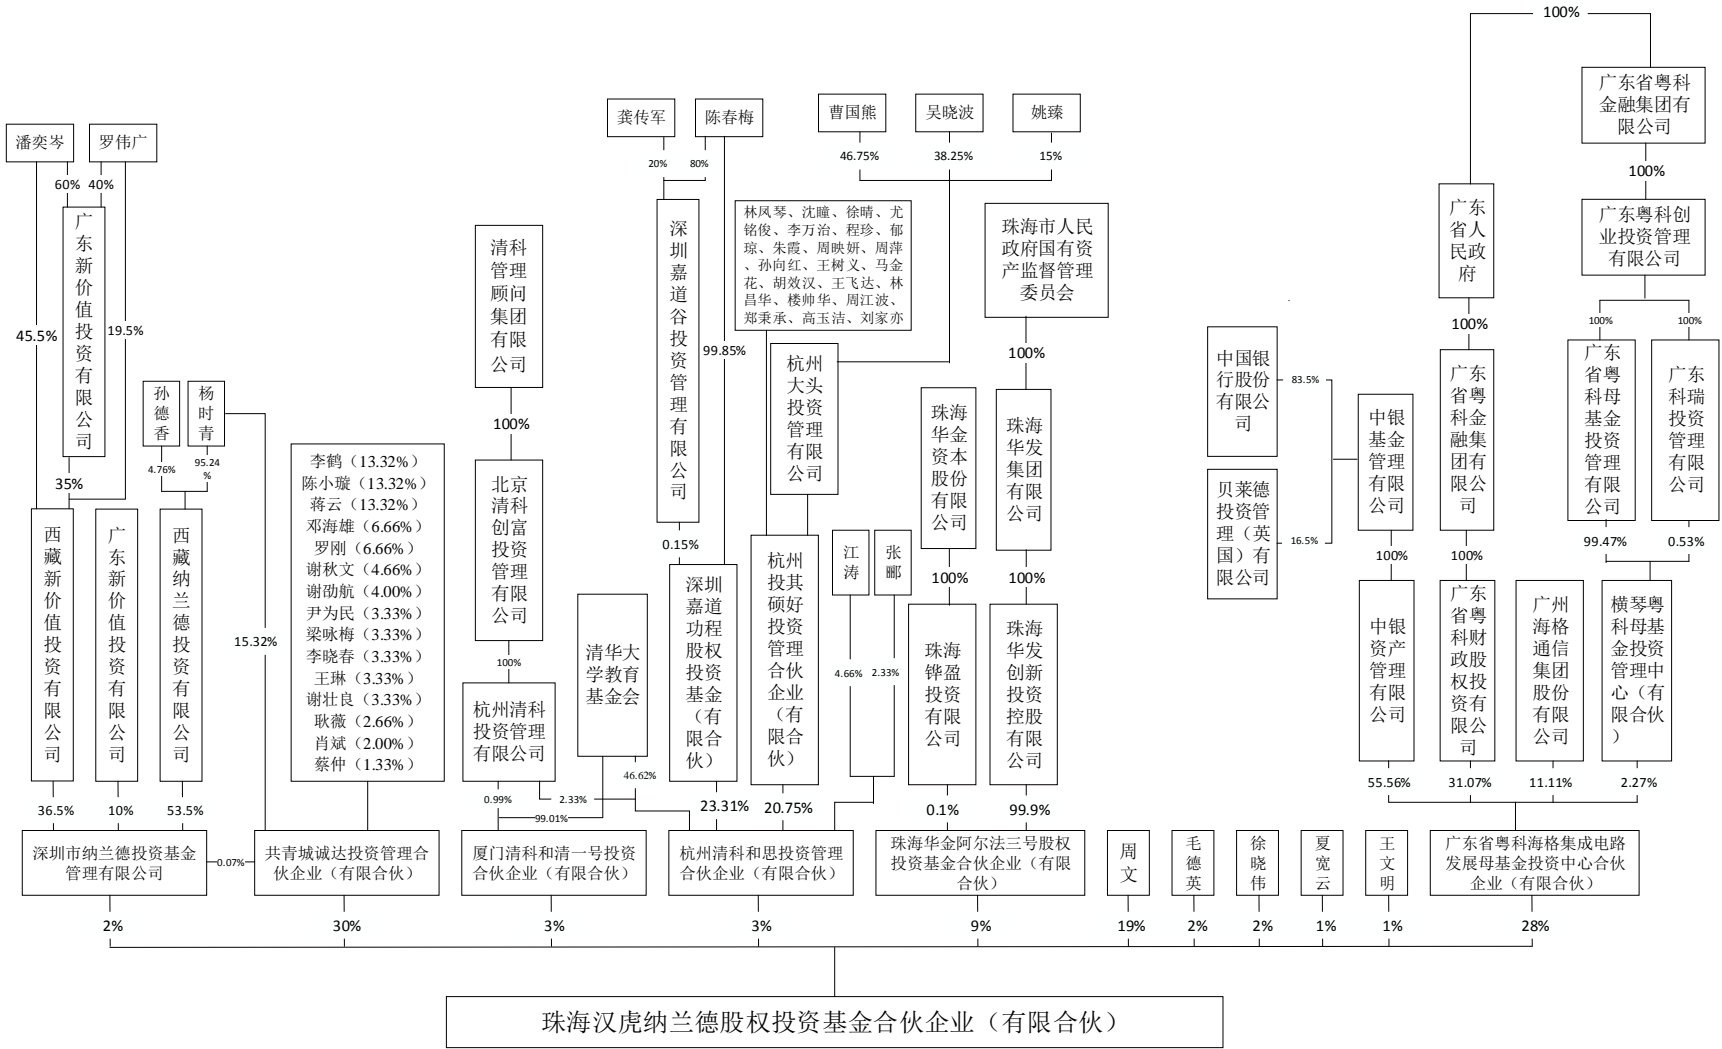 100%
广东省粤科
金融集团有
限公司
龚传军
陈春梅
曹国熊
吴晓波
姚臻
潘奕岑
罗伟广
20%
80%
46.75%
38.25%
15%
100%
60%
40%
广东新价值投资有限公司
深圳嘉道谷投资管理有限公司
林凤琴、沈瞳、徐晴、尤
铭俊、李万治、程珍、郁
琼、朱霞、周映妍、周萍
、孙向红、王树义、马金
花、胡效汉、王飞达、林
昌华、楼帅华、周江波、
郑秉承、高玉洁、刘家亦
珠海市人民
政府国有资
产监督管理
委员会
广东
省人
民政
府
广东粤科创
业投资管理
有限公司
清科
管理
顾问
集团
有限
公司
45.5%
19.5%
99.85%
100%
100%
100%
100%
中国银
行股份
有限公
司
83.5%
贝莱德
投资管
理（英
国）有
限公司
16.5%
杭州
大头
投资
管理
有限
公司
广东
省粤
科金
融集
团有
限公
司
广东
省粤
科母
基金
投资
管理
有限
公司
广东
科瑞
投资
管理
有限
公司
孙德香
杨时青
珠海
华金
资本
股份
有限
公司
珠海
华发
集团
有限
公司
中银
基金
管理
有限
公司
100%
4.76%
95.24
%
35%
李鹤（13.32%）
陈小璇（13.32%）
蒋云（13.32%）
邓海雄（6.66%）
罗刚（6.66%）
谢秋文（4.66%）
谢劭航（4.00%）
尹为民（3.33%）
梁咏梅（3.33%）
李晓春（3.33%）
王琳（3.33%）
谢壮良（3.33%）
耿薇（2.66%）
肖斌（2.00%）
蔡仲（1.33%）
北京
清科
创富
投资
管理
有限
公司
西藏新价值投资有限公司
广东新价值投资有限公司
西藏纳兰德投资有限公司
15.32%
0.15%
江涛
张郦
100%
100%
100%
100%
99.47%
0.53%
深圳
嘉道
功程
股权
投资
基金
（有
限合
伙）
杭州
投其
硕好
投资
管理
合伙
企业
（有
限合
伙）
清华大
学教育
基金会
珠海
铧盈
投资
有限
公司
珠海
华发
创新
投资
控股
有限
公司
中银
资产
管理
有限
公司
广东
省粤
科财
政股
权投
资有
限公
司
广州
海格
通信
集团
股份
有限
公司
横琴粤
科母基
金投资
管理中
心（有
限合伙
）
100%
杭州清科
投资管理
有限公司
4.66%
2.33%
46.62%
0.99%
2.33%
99.01%
36.5%
10%
53.5%
23.31%
20.75%
0.1%
99.9%
55.56%
31.07%
11.11%
2.27%
深圳市纳兰德投资基金
管理有限公司
0.07%
共青城诚达投资管理合
伙企业（有限合伙）
厦门清科和清一号投资
合伙企业（有限合伙）
杭州清科和思投资管理
合伙企业（有限合伙）
珠海华金阿尔法三号股权
投资基金合伙企业（有限
合伙）
周文
毛德英
徐晓伟
夏宽云
王文明
广东省粤科海格集成电路
发展母基金投资中心合伙
企业（有限合伙）
2%
30%
3%
3%
9%
19%
2%
2%
1%
1%
28%
珠海汉虎纳兰德股权投资基金合伙企业（有限合伙）